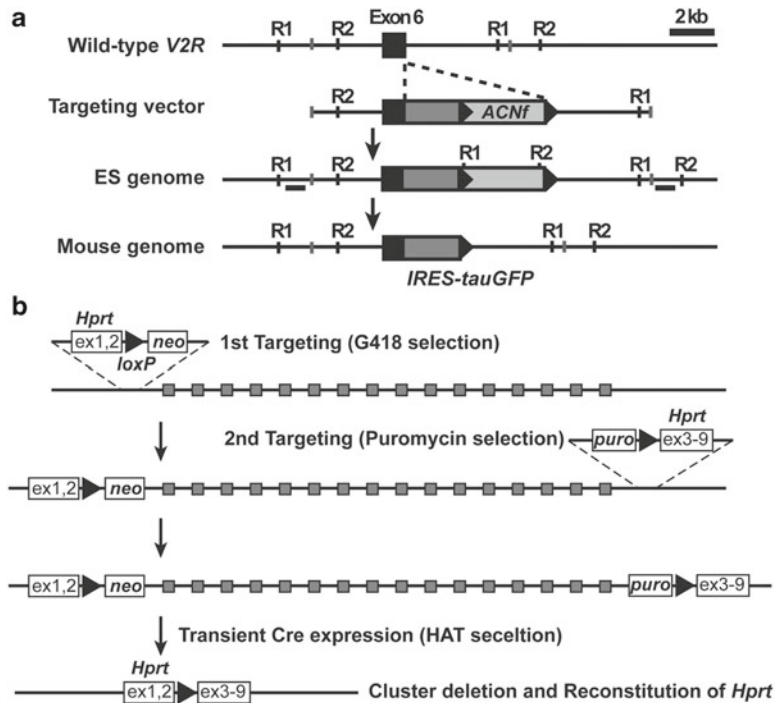 a
Exon 6
2 kb
Wild-type V2R R1 R2 R1 R2
Targeting vector R2 ACNf R1
ES genome R1 R2 R1 R2 R1 R2
Mouse genome R1 R2 R1 R2
IRES-tauGFP
b
Hprt
ex1,2 neo 1st Targeting (G418 selection)
loxP
Hprt
2nd Targeting (Puromycin selection) puro ex3-9
ex1,2 neo
ex1,2 neo puro ex3-9
Transient Cre expression (HAT seceltion)
Hprt
ex1,2 ex3-9 Cluster deletion and Reconstitution of Hprt